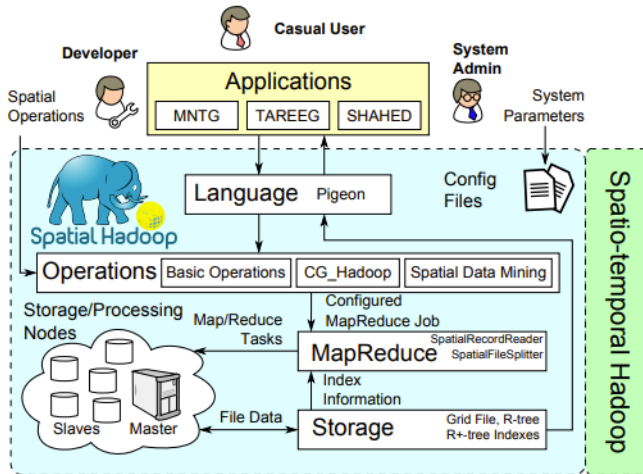 Casual User
Developer
System
Admin
Applications
MNTG
TAREEG
SHAHED
Spatial
Operations
System
Parameters
Language Pigeon
Config
Files
Spatial Hadoop
Operations
Basic Operations
CG_Hadoop
Spatial Data Mining
Storage/Processing
Nodes
Map/Reduce
Tasks
Configured
MapReduce Job
MapReduce
SpatialRecordReader
SpatialFileSplitter
Index
Information
Slaves
Master
File Data
Storage
Grid File, R-tree
R+-tree Indexes
Spatio-temporal Hadoop